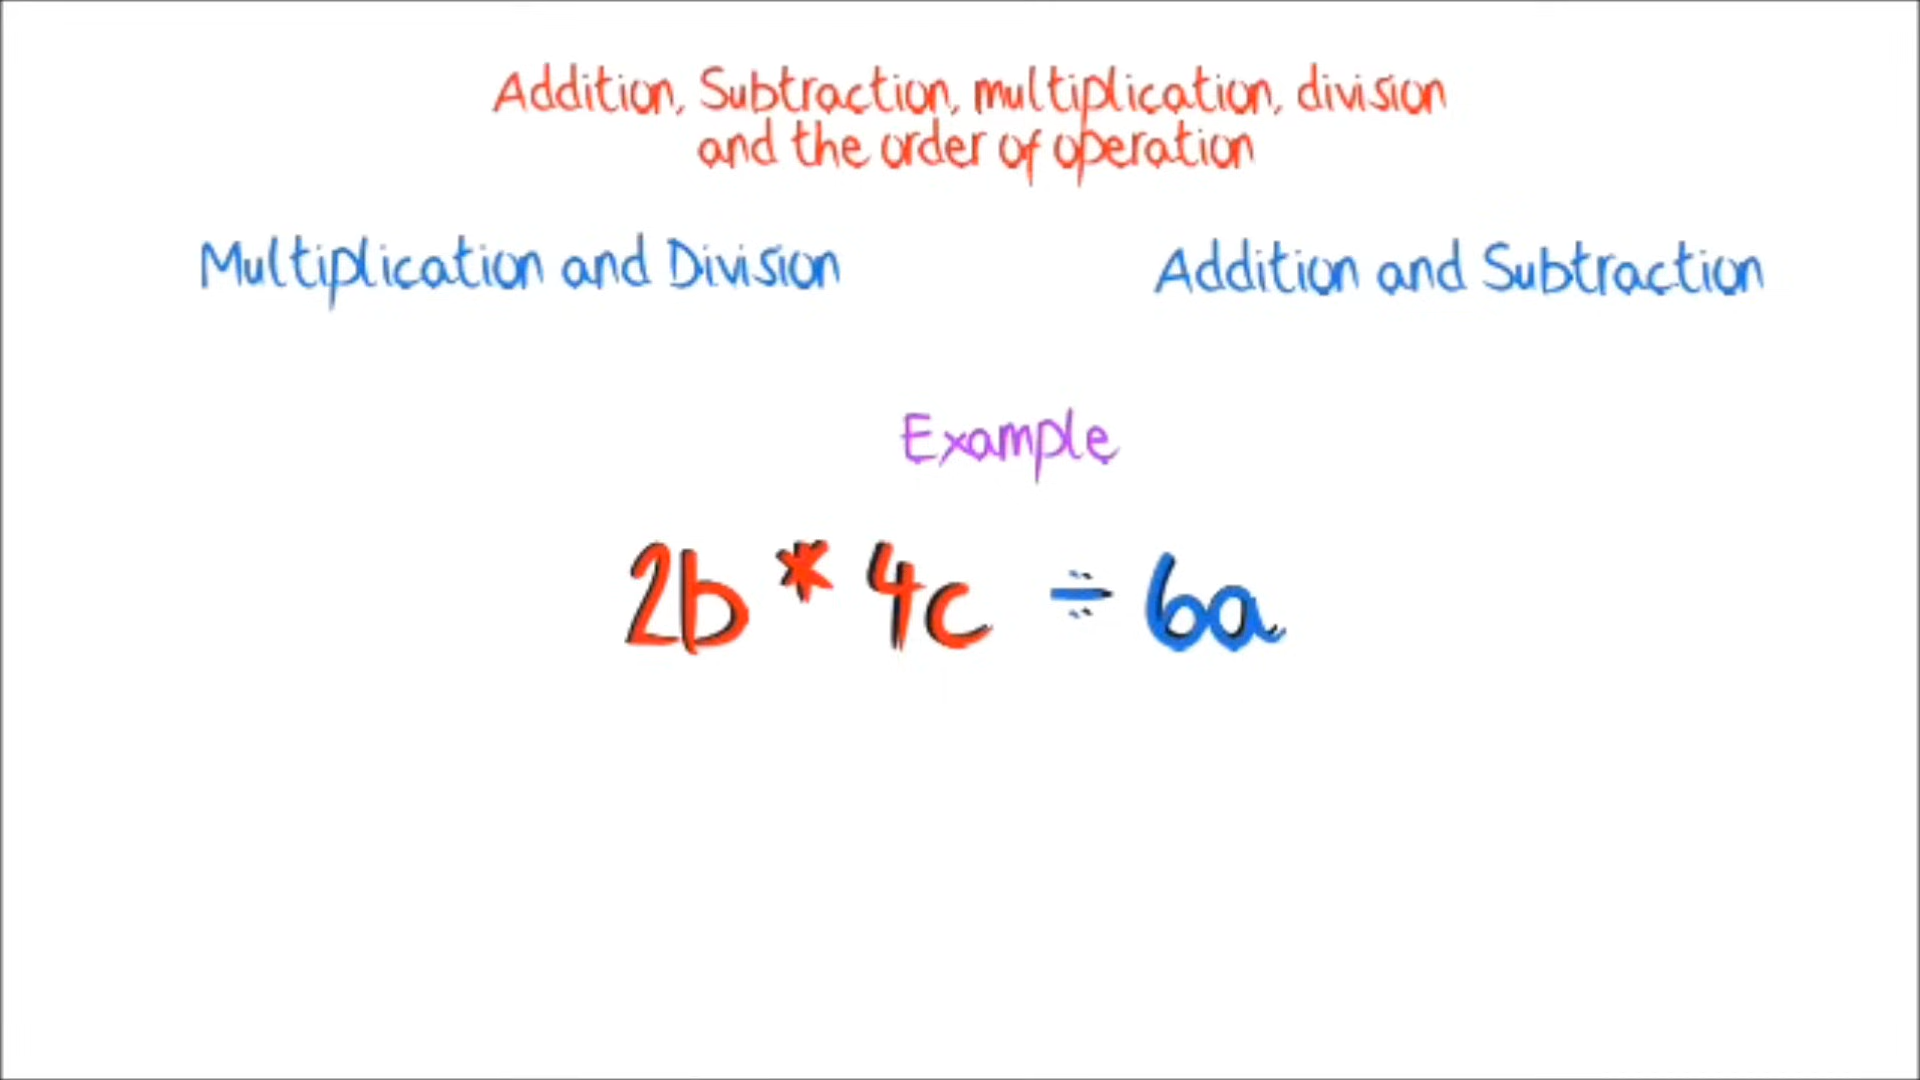 Addition, Subtraction, multiplication, division
and the order of operation
Multiplication and Division
Addition and Subtraction
Example
2b * 4c ÷ 6a